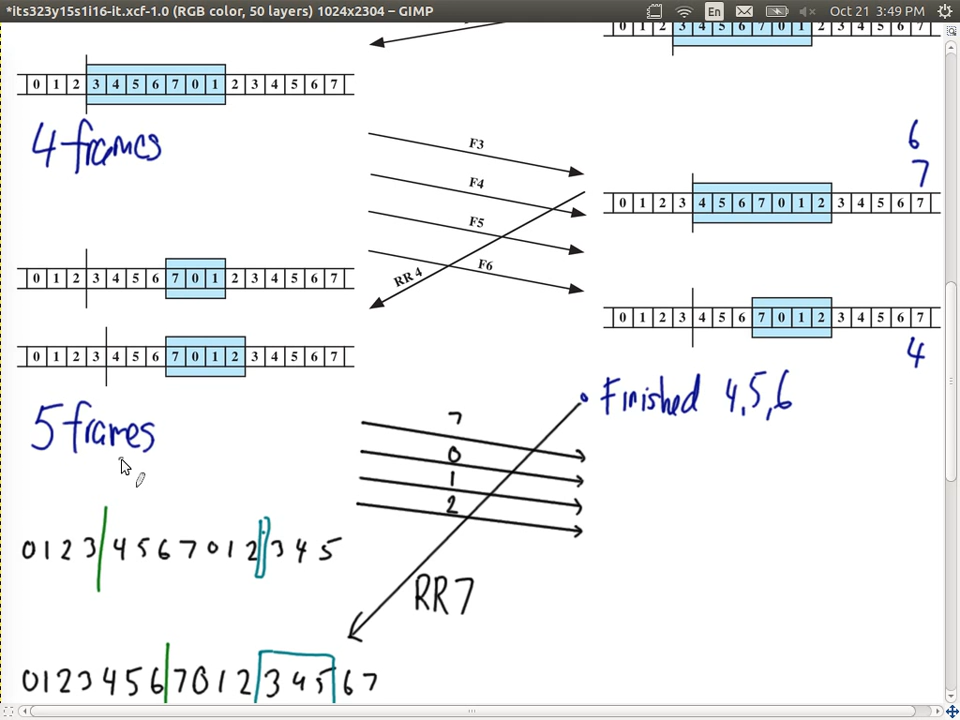 *its323y15s1i16-it.xcf-1.0 (RGB color, 50 layers) 1024x2304 – GIMP
En
Oct 21 3:49 PM
0 1 2 3 4 5 6 7 0 1 2 3 4 5 6 7
0 1 2 3 4 5 6 7 0 1 2 3 4 5 6 7
4 frames
F3
F4
F5
F6
RR 4
6
7
0 1 2 3 4 5 6 7 0 1 2 3 4 5 6 7
0 1 2 3 4 5 6 7 0 1 2 3 4 5 6 7
0 1 2 3 4 5 6 7 0 1 2 3 4 5 6 7
0 1 2 3 4 5 6 7 0 1 2 3 4 5 6 7
4
5 frames
Finished 4,5,6
7
0
1
2
RR7
0 1 2 3 4 5 6 7 0 1 2 3 4 5
0 1 2 3 4 5 6 7 0 1 2 3 4 5 6 7